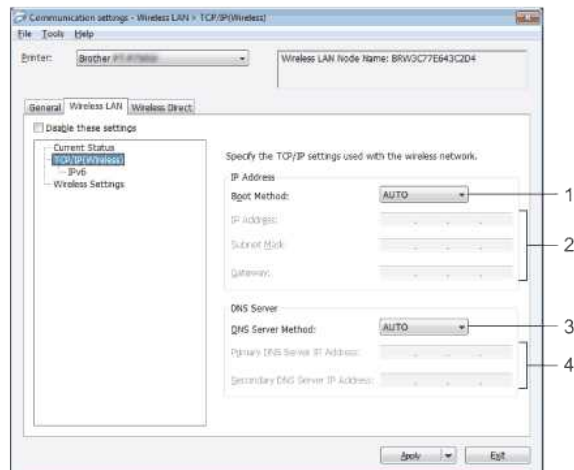 Communication settings - Wireless LAN > TCP/IP(Wireless)
File Tools Help
Printer: Brother
Wireless LAN Node Name: BRW3C77E643C2D4
General Wireless LAN Wireless Direct
Disable these settings
Current Status
TCP/IP(Wireless)
IPv6
Wireless Settings
Specify the TCP/IP settings used with the wireless network.
IP Address
Boot Method: AUTO 1
IP Address:
Subnet Mask 2
Gateway:
DNS Server
DNS Server Method: AUTO 3
Primary DNS Server IP Address: 4
Secondary DNS Server IP Address:
Apply Exit